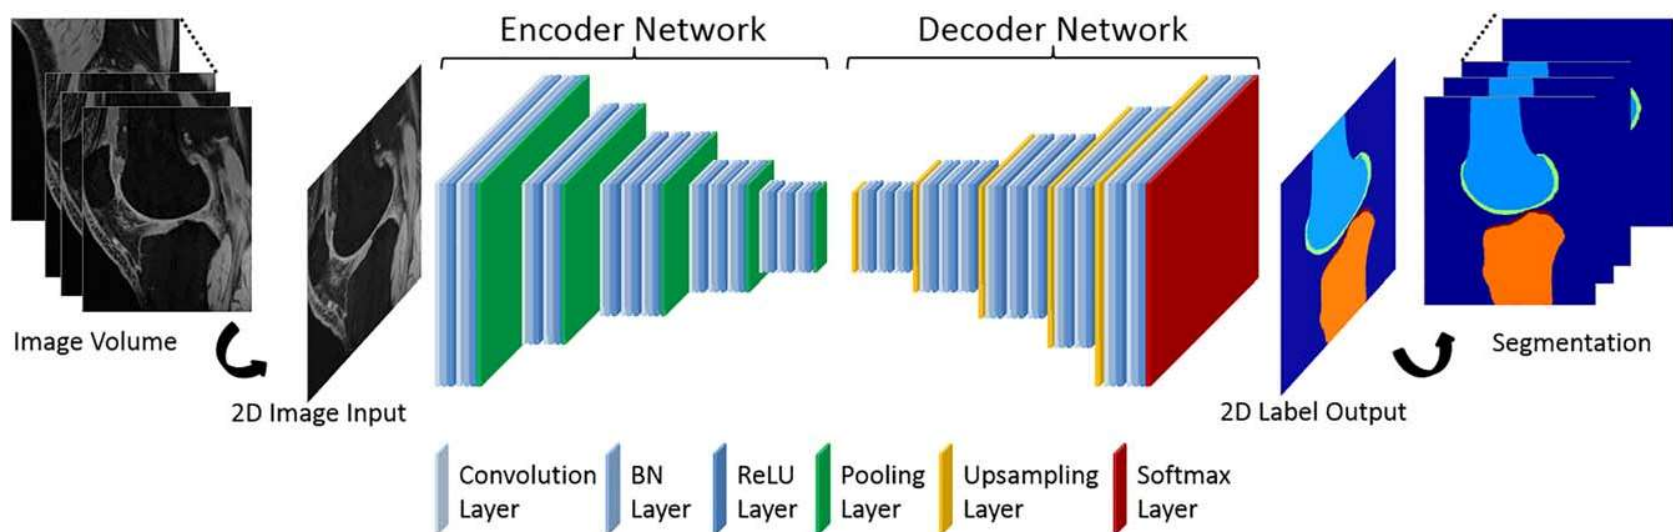 Encoder Network
Decoder Network
Image Volume
2D Image Input
2D Label Output
Segmentation
Convolution
Layer
BN
Layer
ReLU
Layer
Pooling
Layer
Upsampling
Layer
Softmax
Layer